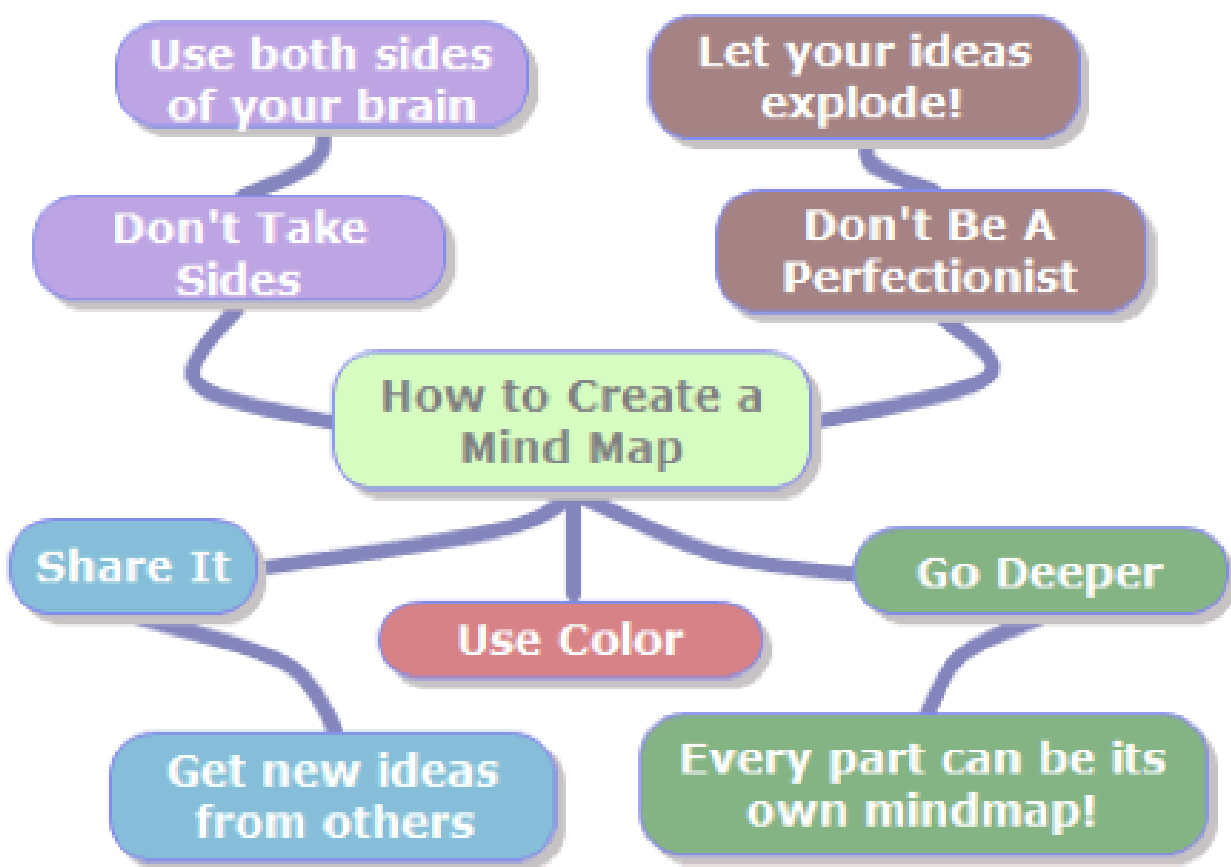 Use both sides
of your brain
Let your ideas
explode!
Don't Take
Sides
Don't Be A
Perfectionist
How to Create a
Mind Map
Share It
Use Color
Go Deeper
Get new ideas
from others
Every part can be its
own mindmap!